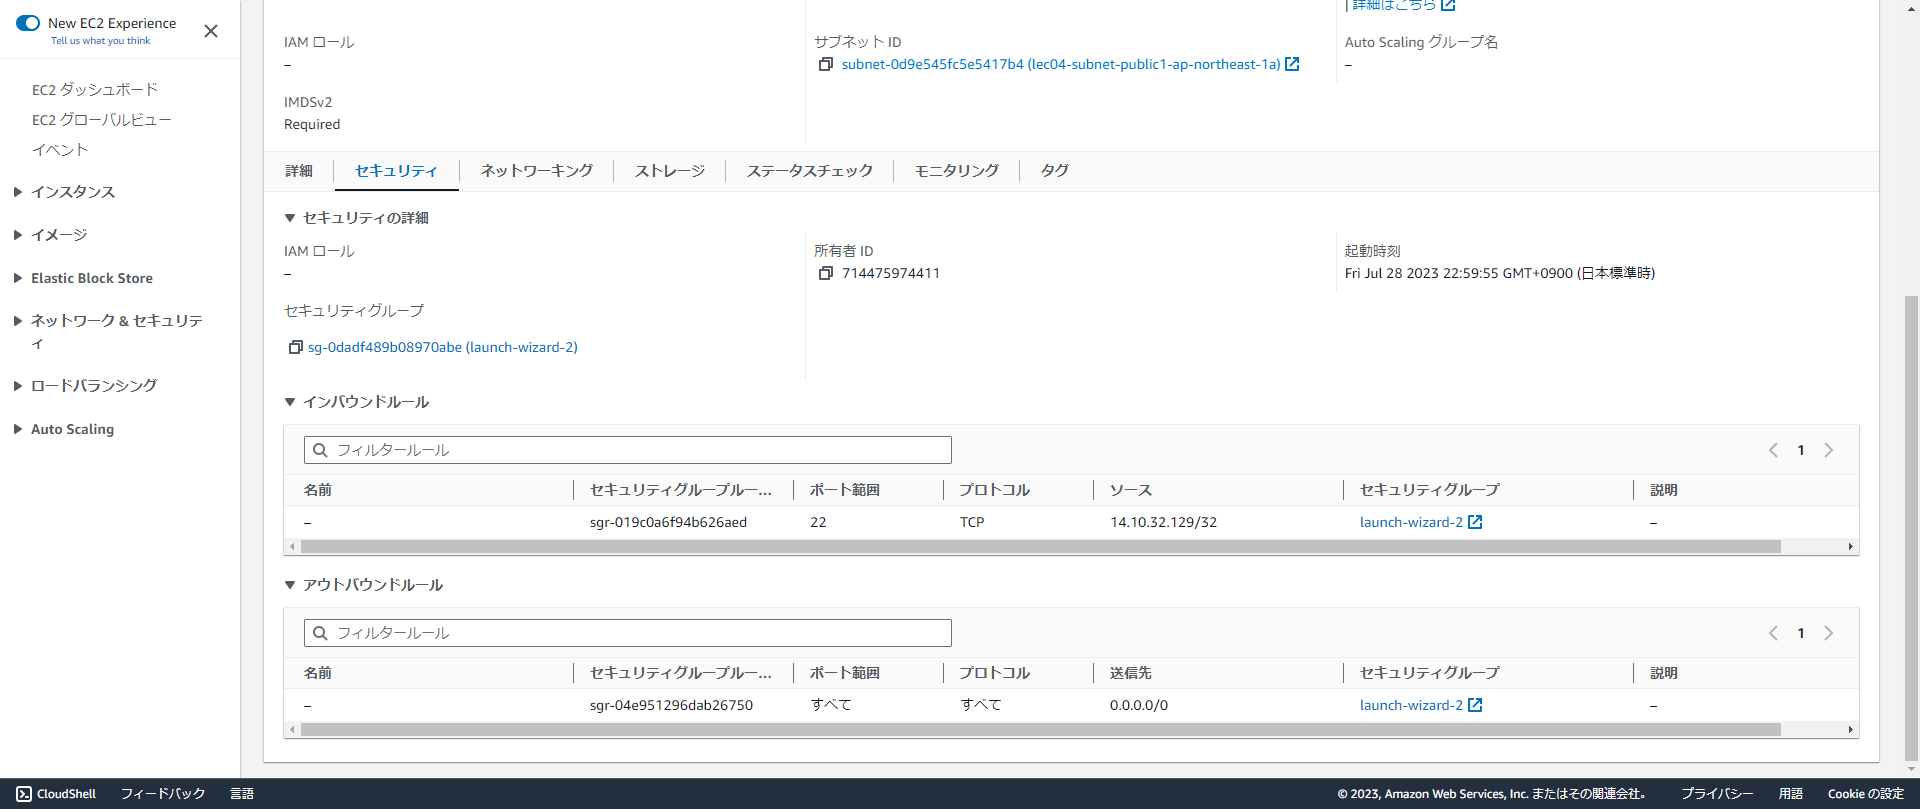 New EC2 Experience
Tell us what you think
EC2 ダッシュボード
EC2 グローバルビュー
イベント
インスタンス
イメージ
Elastic Block Store
ネットワーク & セキュリテ
ィ
ロードバランシング
Auto Scaling
詳細はこちら
IAM ロール
–
サブネット ID
subnet-0d9e545fc5e5417b4 (lec04-subnet-public1-ap-northeast-1a)
Auto Scaling グループ名
–
IMDSv2
Required
詳細 セキュリティ ネットワーキング ストレージ ステータスチェック モニタリング タグ
セキュリティの詳細
IAM ロール
–
所有者 ID
714475974411
起動時刻
Fri Jul 28 2023 22:59:55 GMT+0900 (日本標準時)
セキュリティグループ
sg-0dadf489b08970abe (launch-wizard-2)
インバウンドルール
フィルタールール
1
名前 セキュリティグループルー... ポート範囲 プロトコル ソース セキュリティグループ 説明
– sgr-019c0a6f94b626aed 22 TCP 14.10.32.129/32 launch-wizard-2 –
アウトバウンドルール
フィルタールール
1
名前 セキュリティグループルー... ポート範囲 プロトコル 送信先 セキュリティグループ 説明
– sgr-04e951296dab26750 すべて すべて 0.0.0.0/0 launch-wizard-2 –
CloudShell フィードバック 言語 © 2023, Amazon Web Services, Inc. またはその関連会社。 プライバシー 用語 Cookie の設定